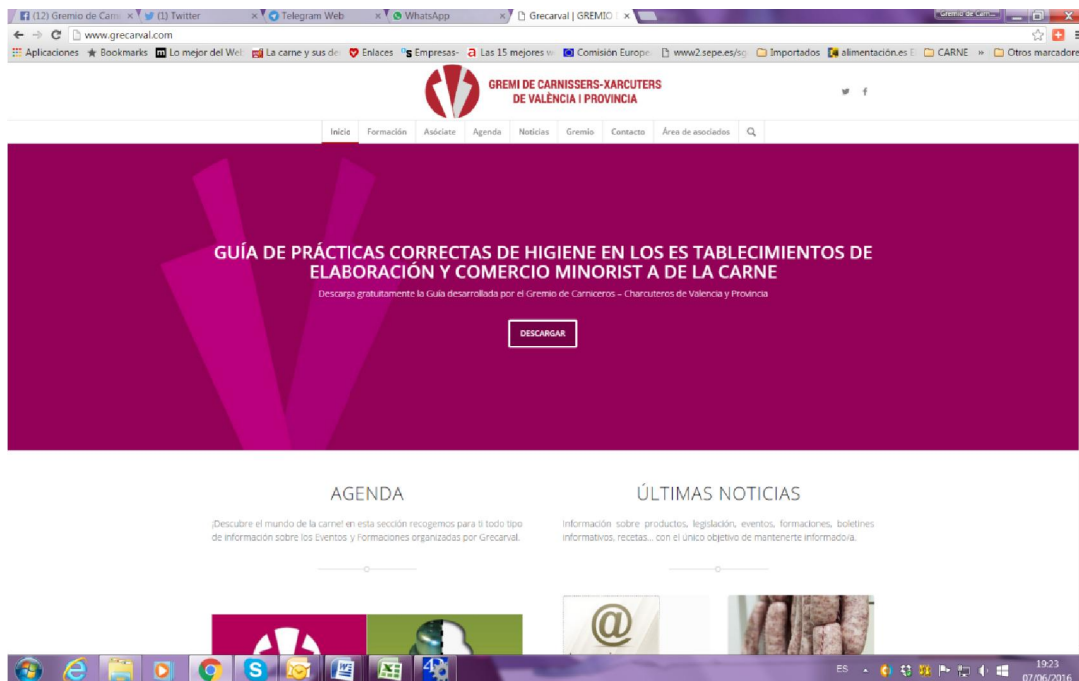 (12) Gremio de Carni
(1) Twitter
Telegram Web
WhatsApp
Grecarval | GREMIO
Gremio de Carn...
www.grecarval.com
Aplicaciones
Bookmarks
Lo mejor del Web
La carne y sus de
Enlaces
Empresas-
Las 15 mejores w
Comisión Europe
www2.sepe.es/sg
Importados
alimentación.es E
CARNE
»
Otros marcadore
GREMI DE CARNISSERS-XARCUTERS
DE VALÈNCIA I PROVINCIA
Inicio
Formación
Asóciate
Agenda
Noticias
Gremio
Contacto
Área de asociados
GUÍA DE PRÁCTICAS CORRECTAS DE HIGIENE EN LOS ES TABLECIMIENTOS DE
ELABORACIÓN Y COMERCIO MINORIST A DE LA CARNE
Descarga gratuitamente la Guía desarrollada por el Gremio de Carniceros – Charcuteros de Valencia y Provincia
DESCARGAR
AGENDA
¡Descubre el mundo de la carne! en esta sección recogemos para ti todo tipo
de información sobre los Eventos y Formaciones organizadas por Grecarval.
ÚLTIMAS NOTICIAS
Información sobre productos, legislación, eventos, formaciones, boletines
informativos, recetas... con el único objetivo de mantenerte informado/a.
@
ES
19:23
07/06/2016